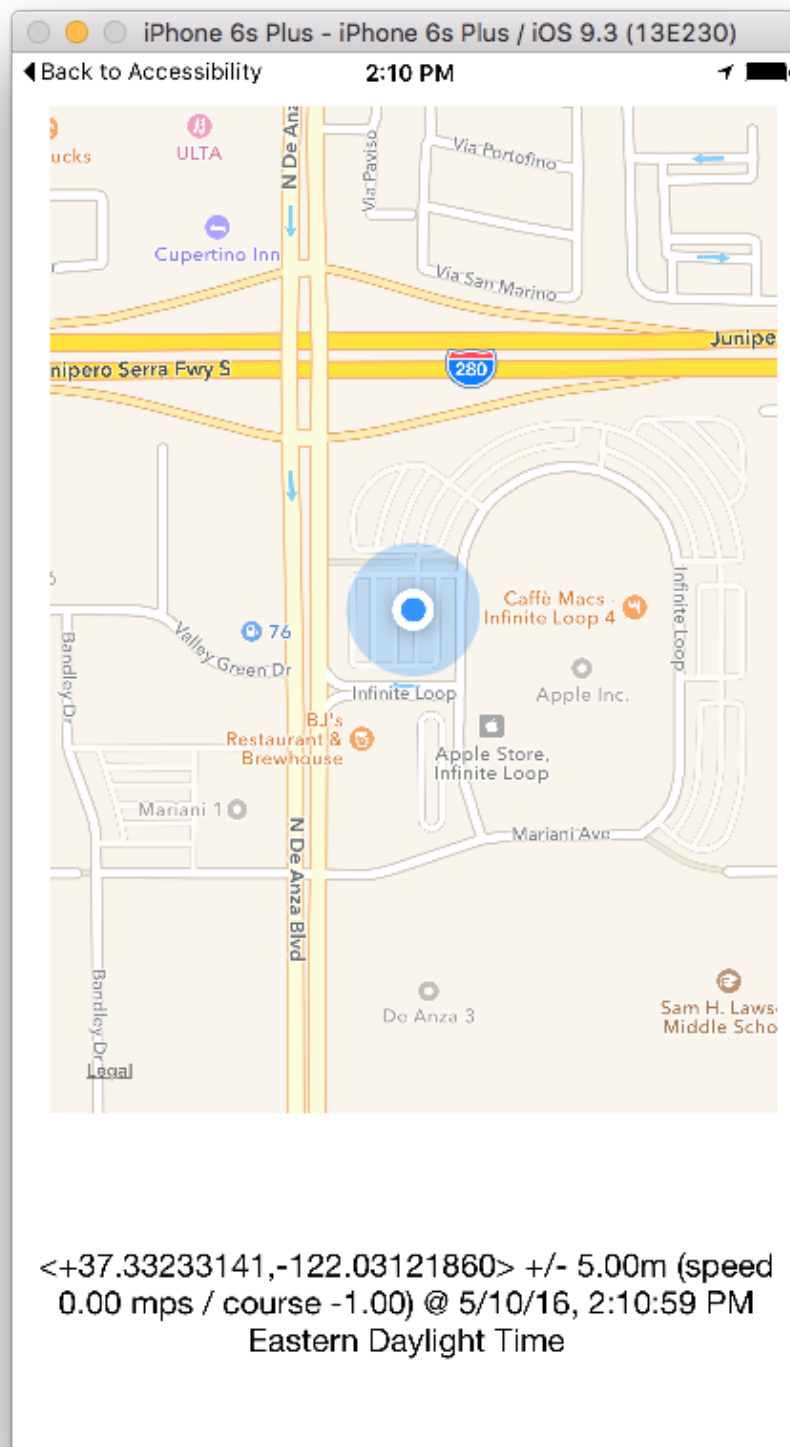 iPhone 6s Plus - iPhone 6s Plus / iOS 9.3 (13E230)
Back to Accessibility
2:10 PM
ucks
ULTA
N De Anz
Via Paviso
Via Portofino
Cupertino Inn
Via San Marino
Junipe
nipero Serra Fwy S
280
Caffè Macs -
Infinite Loop 4
Infinite Loop
76
Valley Green Dr
Bandley Dr
Infinite Loop
Apple Inc.
BJ's
Restaurant &
Brewhouse
Apple Store,
Infinite Loop
Mariani 1
Mariani Ave
N De Anza Blvd
Bandley Dr
De Anza 3
Sam H. Laws
Middle Scho
Legal
<+37.33233141,-122.03121860> +/- 5.00m (speed
0.00 mps / course -1.00) @ 5/10/16, 2:10:59 PM
Eastern Daylight Time